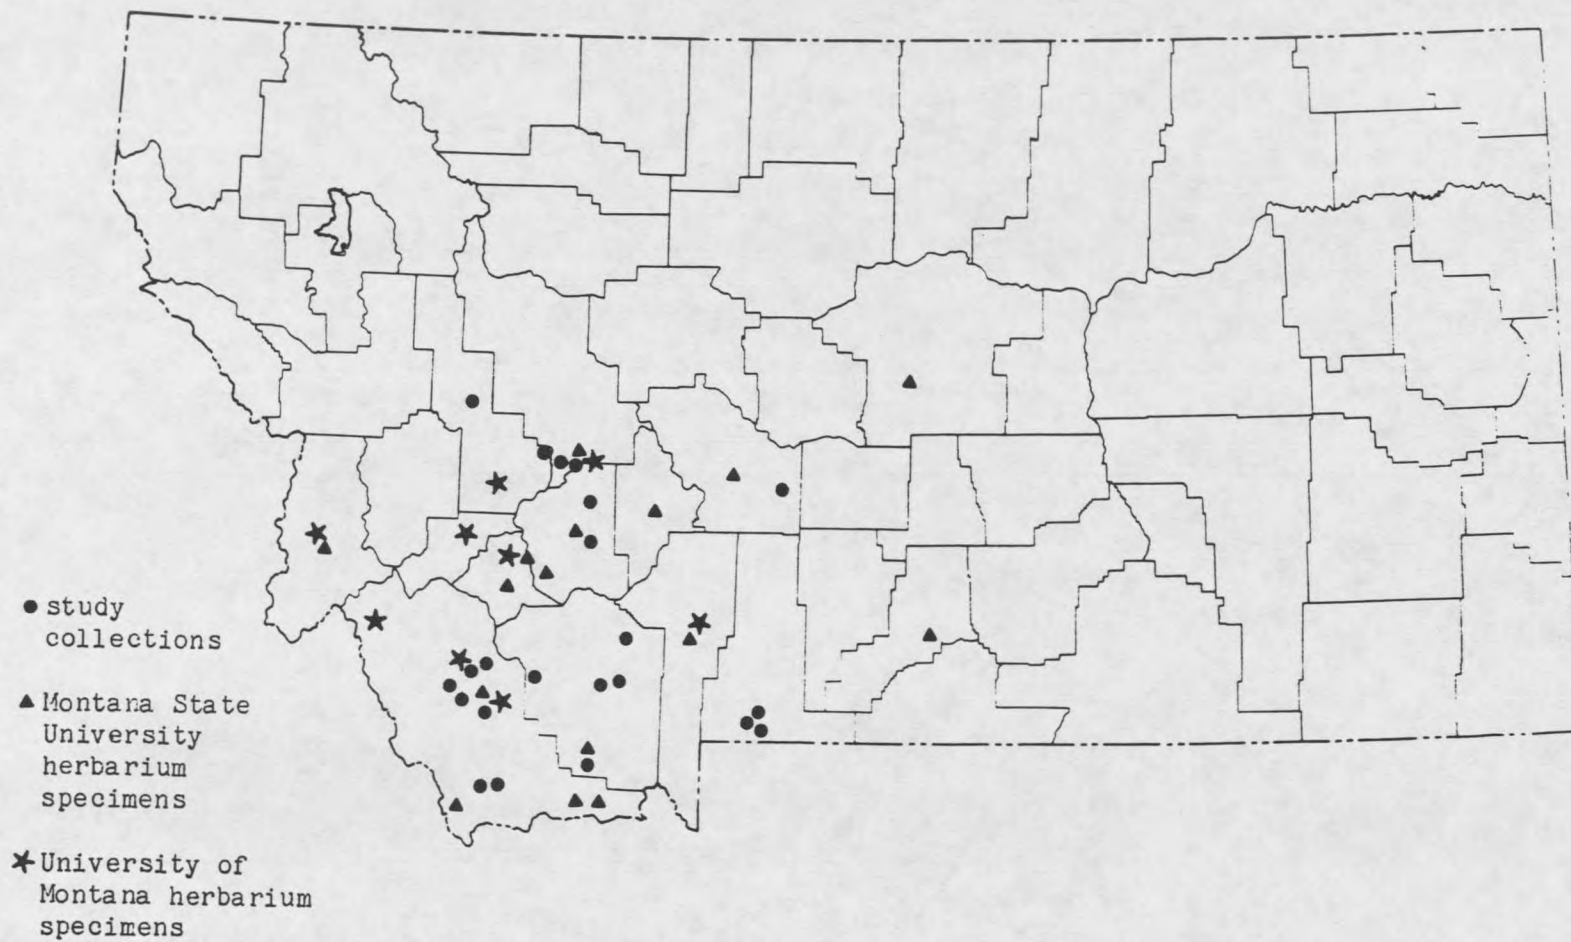 study
collections
Montana State
University
herbarium
specimens
University of
Montana herbarium
specimens